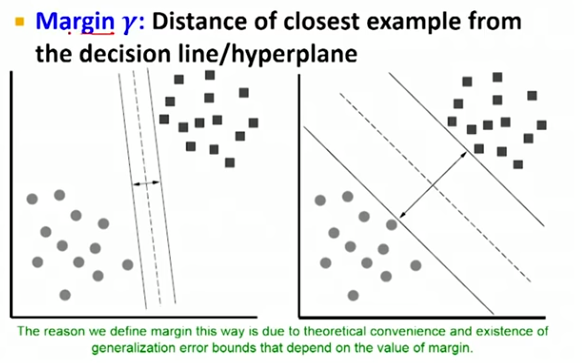 Margin γ: Distance of closest example from
the decision line/hyperplane
The reason we define margin this way is due to theoretical convenience and existence of
generalization error bounds that depend on the value of margin.